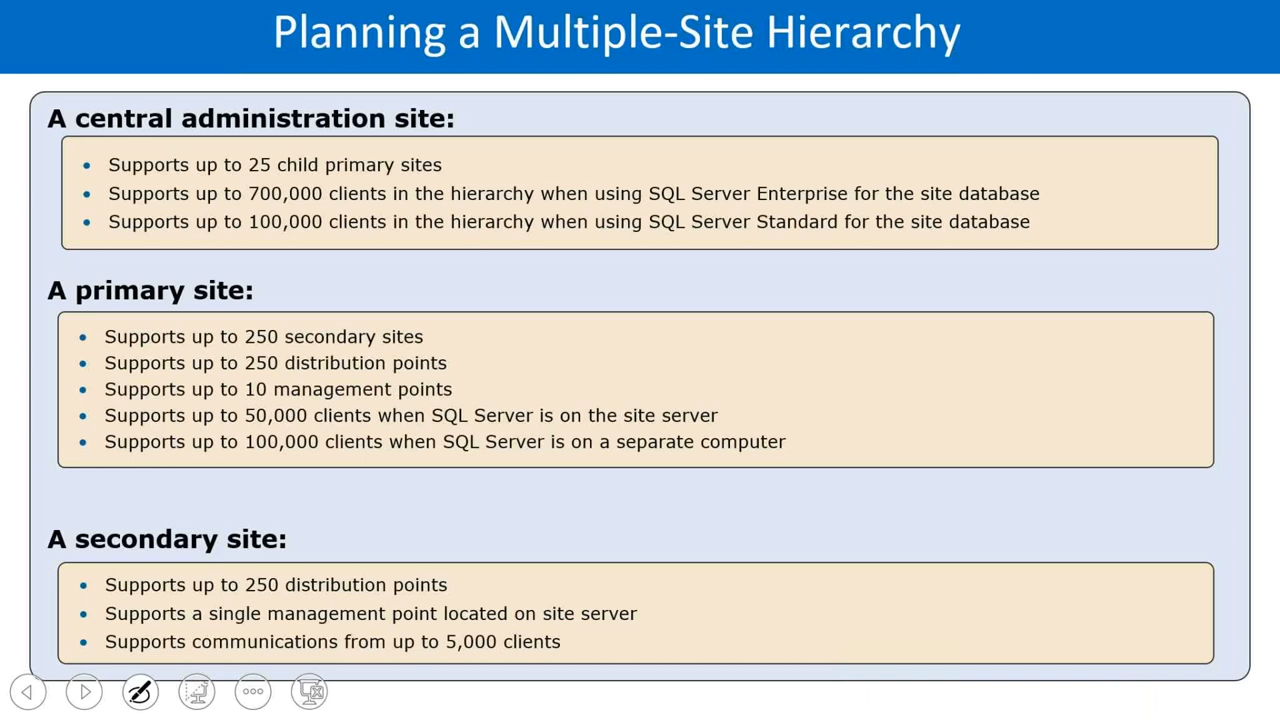 Planning a Multiple-Site Hierarchy
A central administration site:
• Supports up to 25 child primary sites
• Supports up to 700,000 clients in the hierarchy when using SQL Server Enterprise for the site database
• Supports up to 100,000 clients in the hierarchy when using SQL Server Standard for the site database
A primary site:
• Supports up to 250 secondary sites
• Supports up to 250 distribution points
• Supports up to 10 management points
• Supports up to 50,000 clients when SQL Server is on the site server
• Supports up to 100,000 clients when SQL Server is on a separate computer
A secondary site:
• Supports up to 250 distribution points
• Supports a single management point located on site server
• Supports communications from up to 5,000 clients